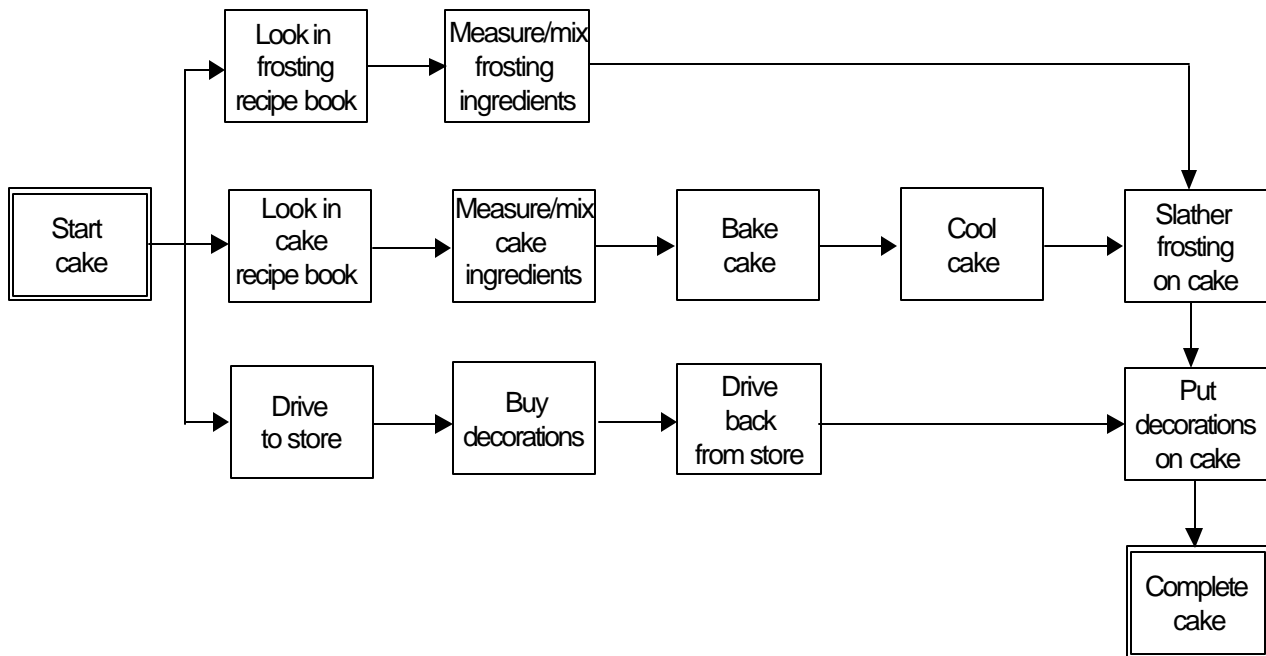 Look in
frosting
recipe book
Measure/mix
frosting
ingredients
Start
cake
Look in
cake
recipe book
Measure/mix
cake
ingredients
Bake
cake
Cool
cake
Slather
frosting
on cake
Drive
to store
Buy
decorations
Drive
back
from store
Put
decorations
on cake
Complete
cake